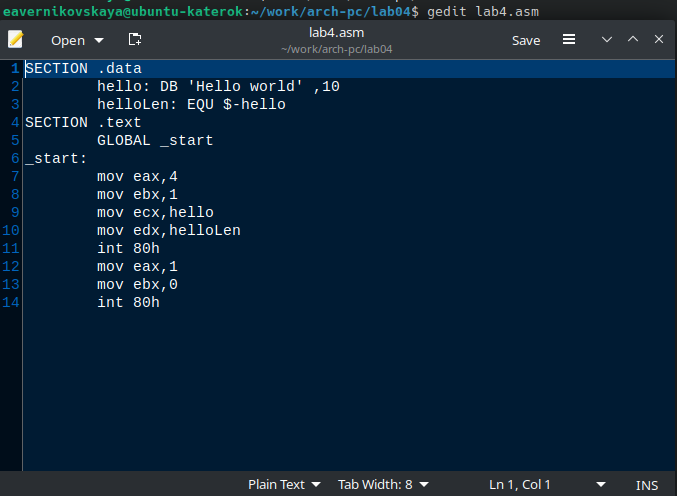 eavernikovskaya@ubuntu-katerok:~/work/arch-pc/lab04$ gedit lab4.asm
Open
lab4.asm
~/work/arch-pc/lab04
Save
1 SECTION .data
2 hello: DB 'Hello world' ,10
3 helloLen: EQU $-hello
4 SECTION .text
5 GLOBAL _start
6 _start:
7 mov eax,4
8 mov ebx,1
9 mov ecx,hello
10 mov edx,helloLen
11 int 80h
12 mov eax,1
13 mov ebx,0
14 int 80h
Plain Text Tab Width: 8 Ln 1, Col 1 INS